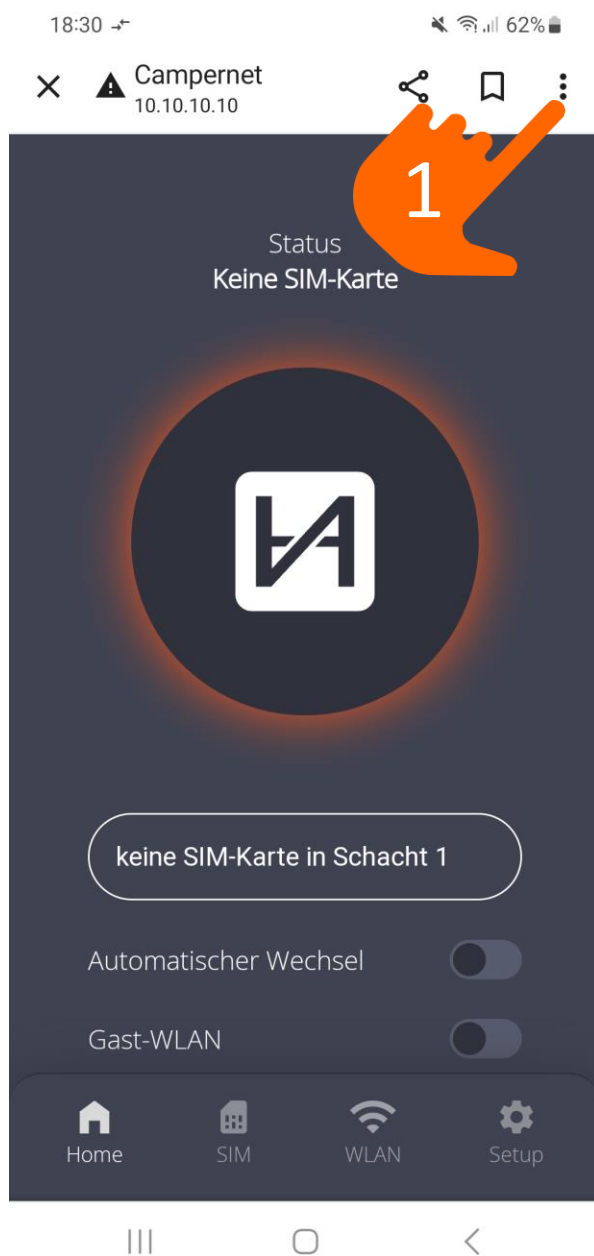 18:30 62%
Campernet
10.10.10.10
1
Status
Keine SIM-Karte
keine SIM-Karte in Schacht 1
Automatischer Wechsel
Gast-WLAN
Home SIM WLAN Setup